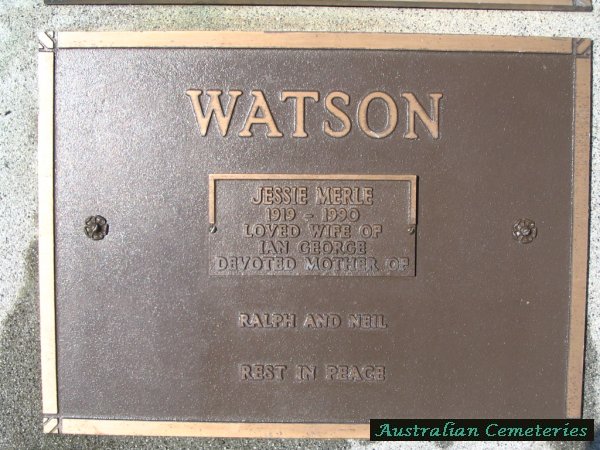 WATSON
JESSIE MERLE
1919 - 1990
LOVED WIFE OF
IAN GEORGE
DEVOTED MOTHER OF
RALPH AND NEIL
REST IN PEACE
Australian Cemeteries